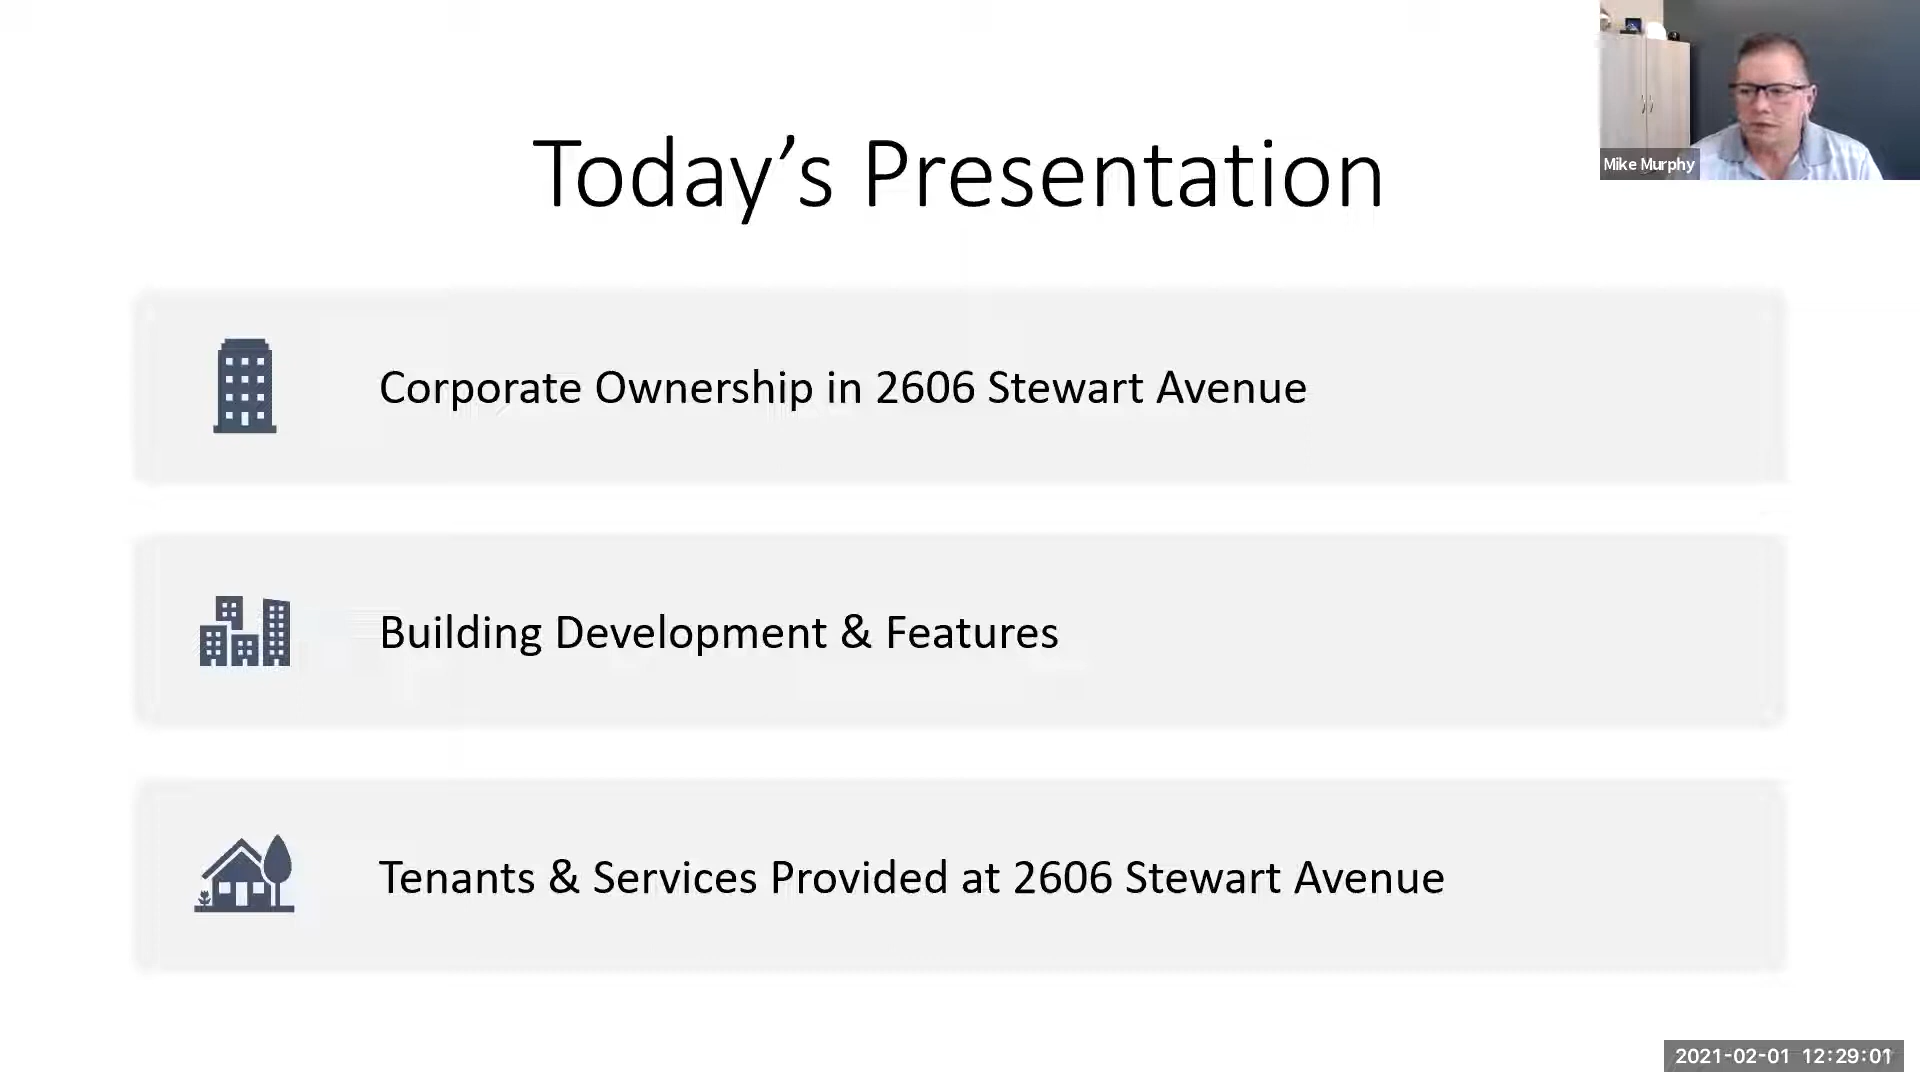 Mike Murphy
Today’s Presentation
Corporate Ownership in 2606 Stewart Avenue
Building Development & Features
Tenants & Services Provided at 2606 Stewart Avenue
2021-02-01 12:29:01